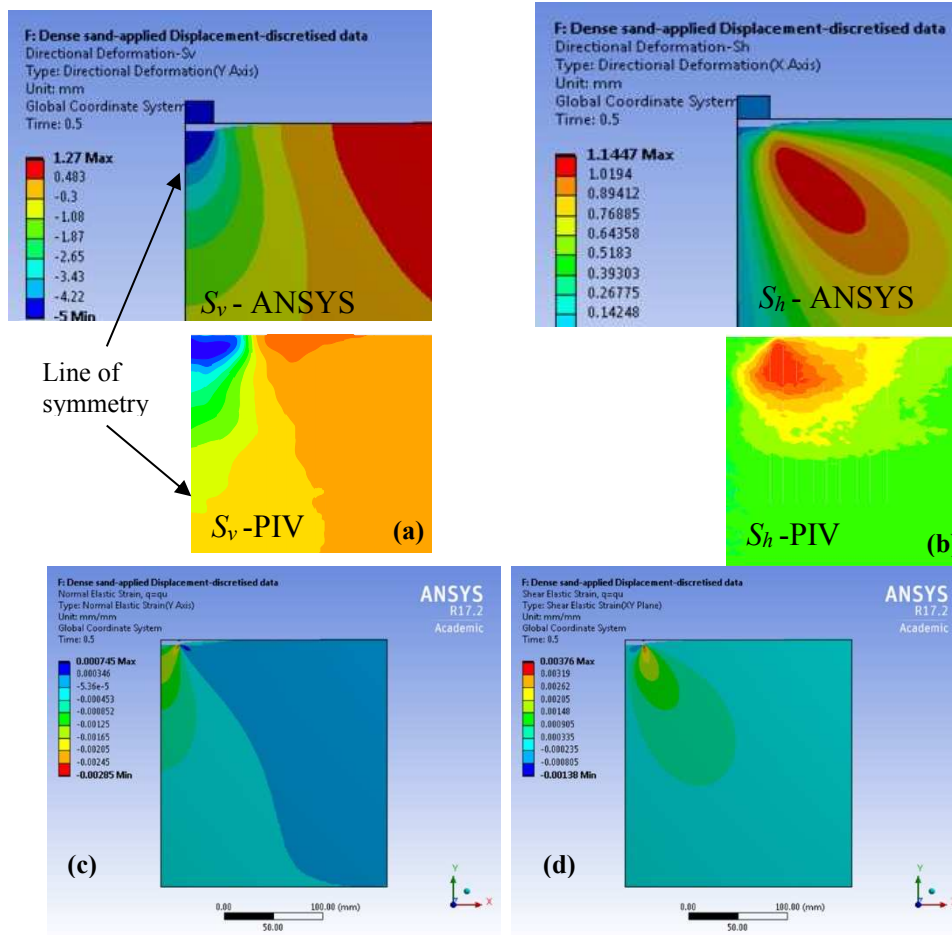 F: Dense sand-applied Displacement-discretised data
Directional Deformation-Sv
Type: Directional Deformation(Y Axis)
Unit: mm
Global Coordinate System
Time: 0.5
1.27 Max
0.483
-0.3
-1.08
-1.87
-2.65
-3.43
-4.22
-5 Min
Sv - ANSYS
F: Dense sand-applied Displacement-discretised data
Directional Deformation-Sh
Type: Directional Deformation(X Axis)
Unit: mm
Global Coordinate System
Time: 0.5
1.1447 Max
1.0194
0.89412
0.76885
0.64358
0.5183
0.39303
0.26775
0.14248
Sh - ANSYS
Line of
symmetry
Sv -PIV
(a)
Sh -PIV
(b
F: Dense sand-applied Displacement-discretised data
Normal Elastic Strain, q=qu
Type: Normal Elastic Strain(Y Axis)
Unit: mm/mm
Global Coordinate System
Time: 0.5
0.000745 Max
0.000346
-5.36e-5
-0.000453
-0.000852
-0.00125
-0.00165
-0.00205
-0.00245
-0.00285 Min
ANSYS
R17.2
Academic
(c)
Y
X
0.00
100.00 (mm)
50.00
F: Dense sand-applied Displacement-discretised data
Shear Elastic Strain, q=qu
Type: Shear Elastic Strain(XY Plane)
Unit: mm/mm
Global Coordinate System
Time: 0.5
0.00376 Max
0.00319
0.00262
0.00205
0.00148
0.000905
0.000335
-0.000235
-0.000805
-0.00138 Min
ANSYS
R17.2
Academic
(d)
Y
X
0.00
100.00 (mm)
50.00